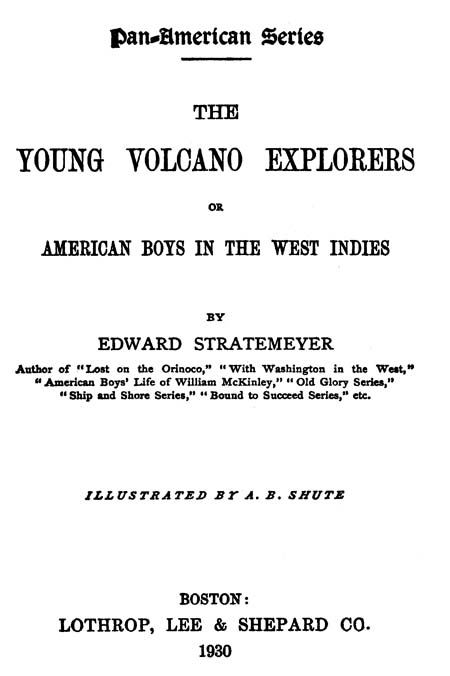 Pan-American Series
THE
YOUNG VOLCANO EXPLORERS
OR
AMERICAN BOYS IN THE WEST INDIES
BY
EDWARD STRATEMEYER
Author of "Lost on the Orinoco," "With Washington in the West,"
"American Boys' Life of William McKinley," "Old Glory Series,"
"Ship and Shore Series," "Bound to Succeed Series," etc.
ILLUSTRATED BY A. B. SHUTE
BOSTON:
LOTHROP, LEE & SHEPARD CO.
1930